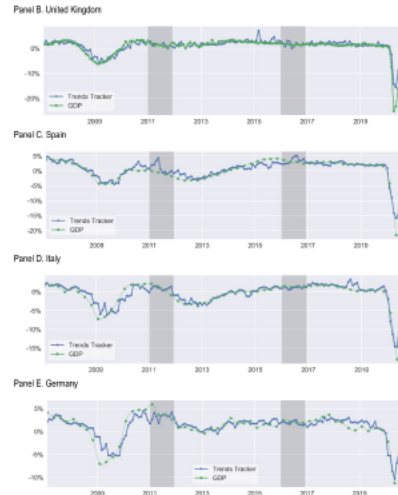 Panel B. United Kingdom
0%
-10%
-20%
Trends Tracker
GDP
2009 2011 2013 2015 2017 2019
Panel C. Spain
5%
0%
-5%
-10%
-15%
-20%
Trends Tracker
GDP
2009 2011 2013 2015 2017 2019
Panel D. Italy
0%
-5%
-10%
-15%
Trends Tracker
GDP
2009 2011 2013 2015 2017 2019
Panel E. Germany
5%
0%
-5%
-10%
Trends Tracker
GDP
2009 2011 2013 2015 2017 2019